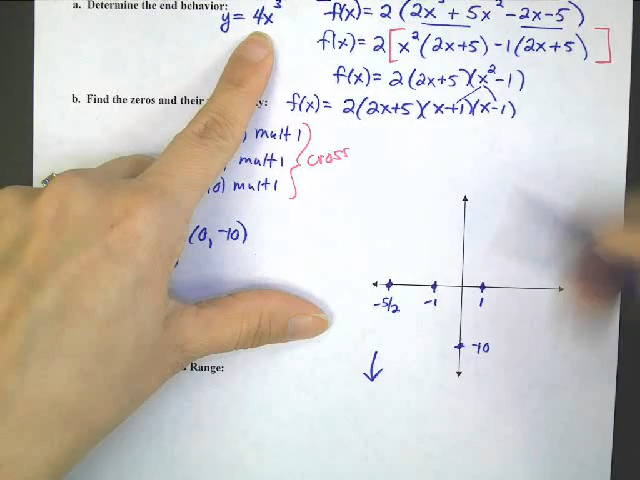 a. Determine the end behavior:
y = 4x³
f(x) = 2 (2x³ + 5x² - 2x - 5)
f(x) = 2 [x² (2x+5) - 1 (2x+5)]
f(x) = 2 (2x+5)(x² - 1)
b. Find the zeros and their
f(x) = 2 (2x+5)(x+1)(x-1)
) mult 1
mult 1
0) mult 1
cross
(0, -10)
-5/2 -1 1
-10
Range: